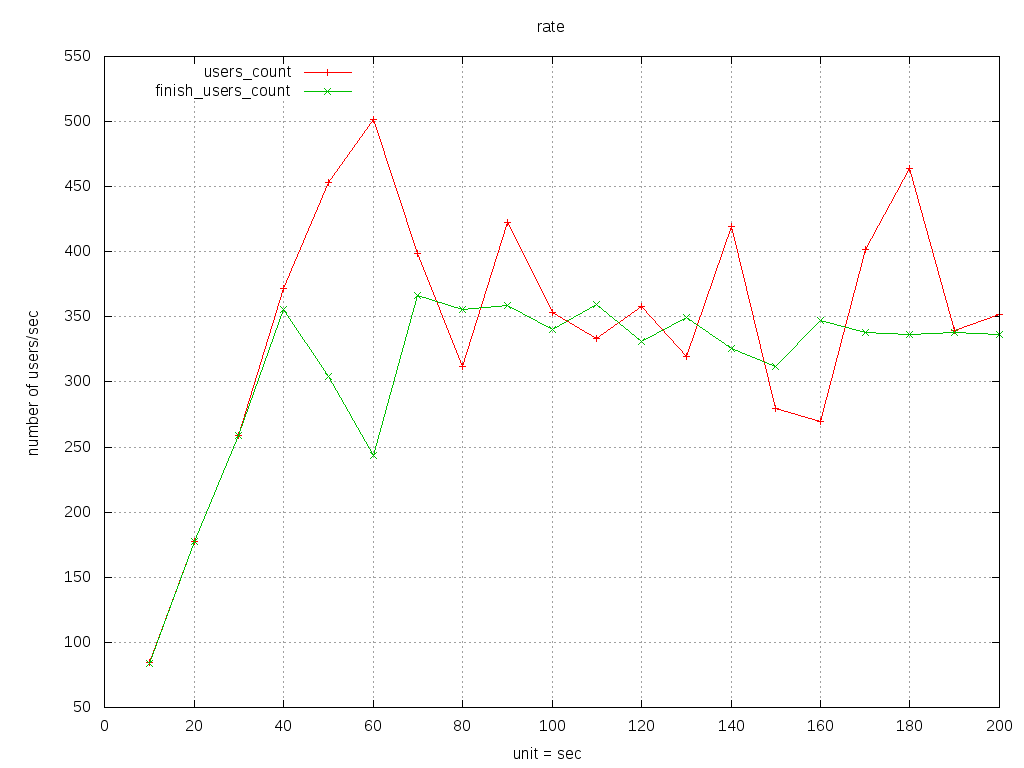 rate
users_count
finish_users_count
550
500
450
400
350
300
250
200
150
100
50
number of users/sec
0 20 40 60 80 100 120 140 160 180 200
unit = sec